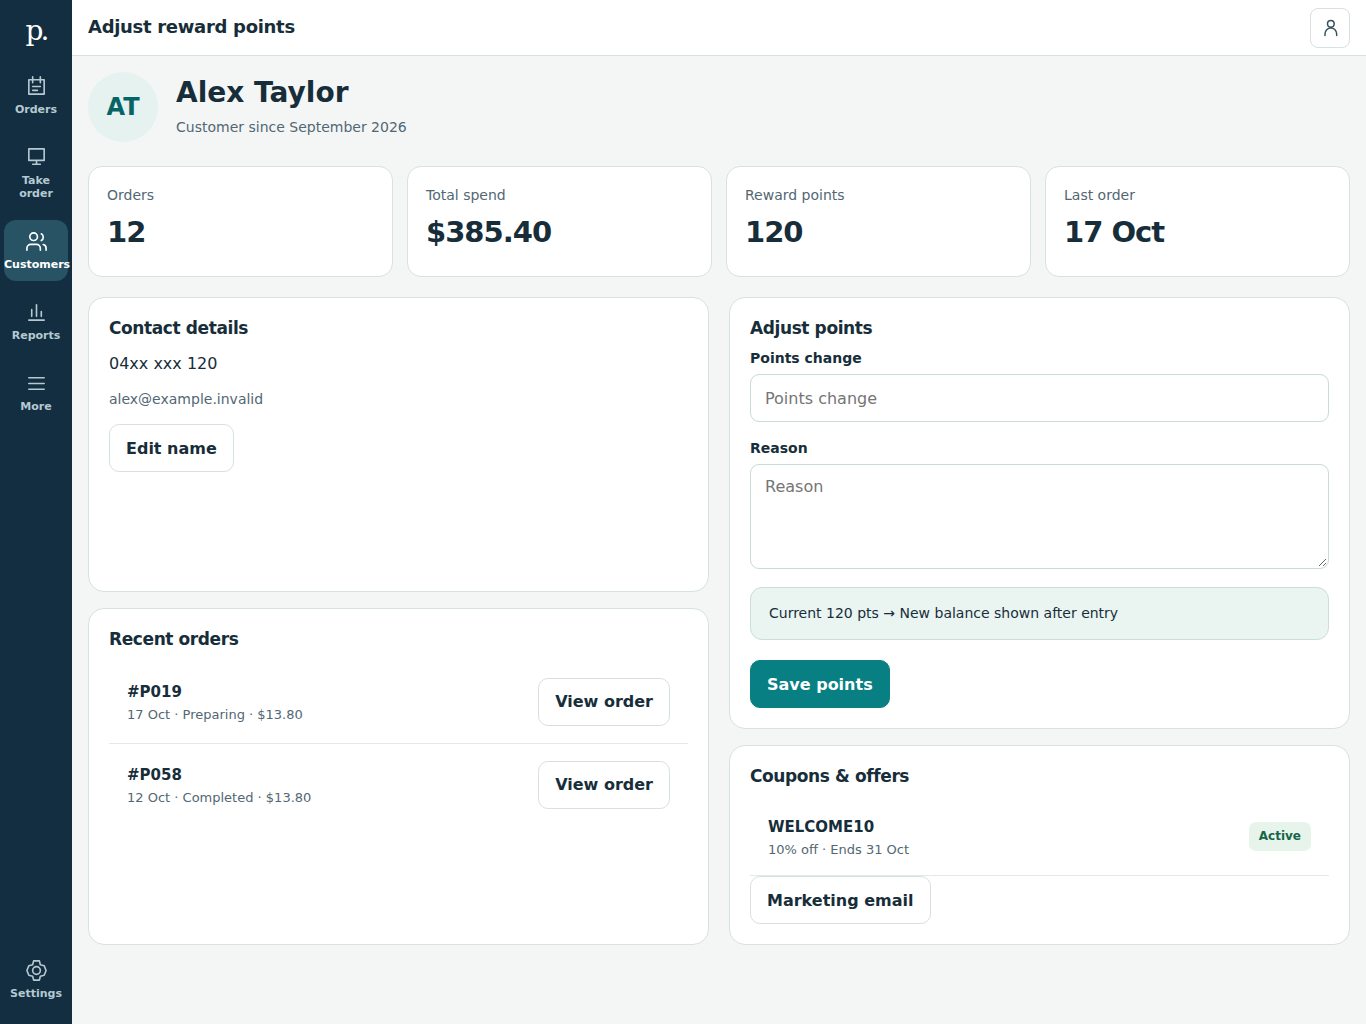 p.
Orders
Take
order
Customers
Reports
More
Settings
Adjust reward points
AT
Alex Taylor
Customer since September 2026
Orders
12
Total spend
$385.40
Reward points
120
Last order
17 Oct
Contact details
04xx xxx 120
alex@example.invalid
Edit name
Recent orders
#P019
17 Oct · Preparing · $13.80
View order
#P058
12 Oct · Completed · $13.80
View order
Adjust points
Points change
Points change
Reason
Reason
Current 120 pts → New balance shown after entry
Save points
Coupons & offers
WELCOME10
10% off · Ends 31 Oct
Active
Marketing email